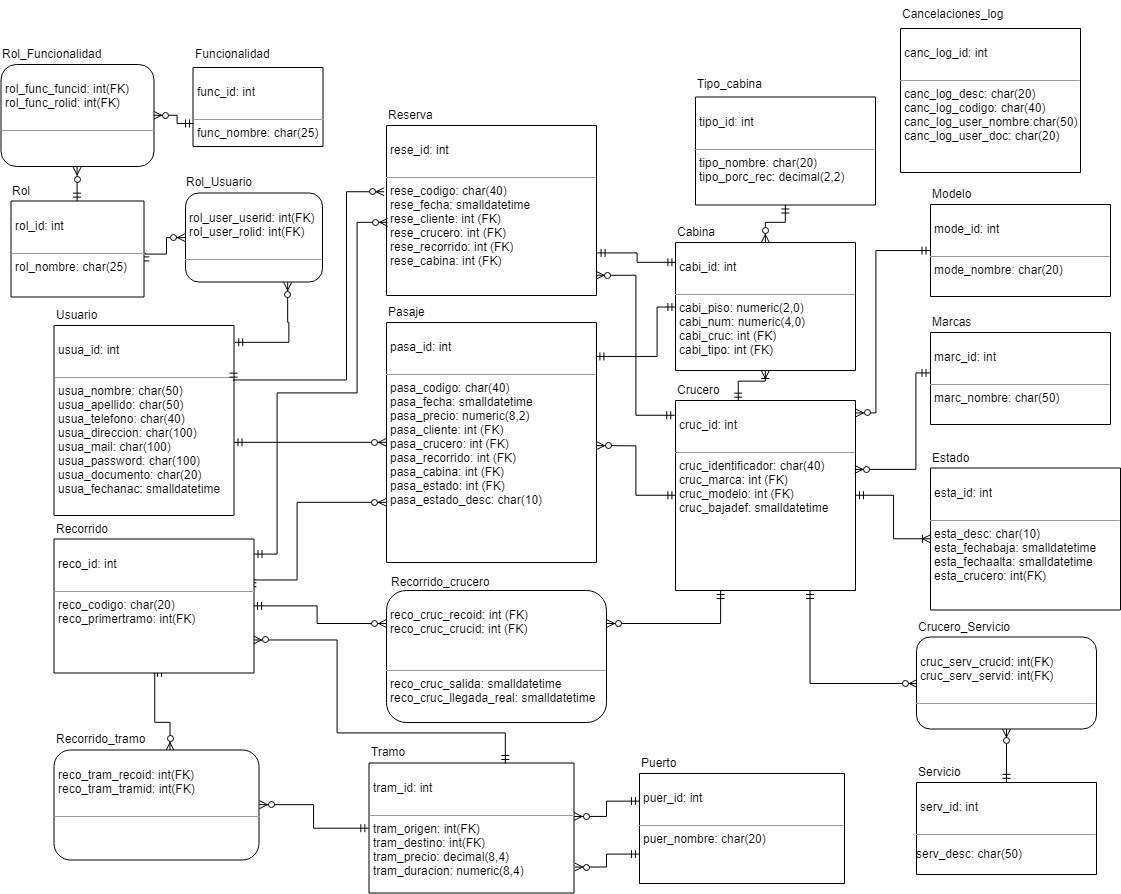 Cancelaciones_log
canc_log_id: int
canc_log_desc: char(20)
canc_log_codigo: char(40)
canc_log_user_nombre:char(50)
canc_log_user_doc: char(20)
Rol_Funcionalidad
rol_func_funcid: int(FK)
rol_func_rolid: int(FK)
Funcionalidad
func_id: int
func_nombre: char(25)
Tipo_cabina
tipo_id: int
tipo_nombre: char(20)
tipo_porc_rec: decimal(2,2)
Reserva
rese_id: int
rese_codigo: char(40)
rese_fecha: smalldatetime
rese_cliente: int (FK)
rese_crucero: int (FK)
rese_recorrido: int (FK)
rese_cabina: int (FK)
Rol
rol_id: int
rol_nombre: char(25)
Rol_Usuario
rol_user_userid: int(FK)
rol_user_rolid: int(FK)
Modelo
mode_id: int
mode_nombre: char(20)
Cabina
cabi_id: int
cabi_piso: numeric(2,0)
cabi_num: numeric(4,0)
cabi_cruc: int (FK)
cabi_tipo: int (FK)
Usuario
usua_id: int
usua_nombre: char(50)
usua_apellido: char(50)
usua_telefono: char(40)
usua_direccion: char(100)
usua_mail: char(100)
usua_password: char(100)
usua_documento: char(20)
usua_fechanac: smalldatetime
Pasaje
pasa_id: int
pasa_codigo: char(40)
pasa_fecha: smalldatetime
pasa_precio: numeric(8,2)
pasa_cliente: int (FK)
pasa_crucero: int (FK)
pasa_recorrido: int (FK)
pasa_cabina: int (FK)
pasa_estado: int (FK)
pasa_estado_desc: char(10)
Marcas
marc_id: int
marc_nombre: char(50)
Crucero
cruc_id: int
cruc_identificador: char(40)
cruc_marca: int (FK)
cruc_modelo: int (FK)
cruc_bajadef: smalldatetime
Estado
esta_id: int
esta_desc: char(10)
esta_fechabaja: smalldatetime
esta_fechaalta: smalldatetime
esta_crucero: int(FK)
Recorrido
reco_id: int
reco_codigo: char(20)
reco_primertramo: int(FK)
Recorrido_crucero
reco_cruc_recoid: int (FK)
reco_cruc_crucid: int (FK)
reco_cruc_salida: smalldatetime
reco_cruc_llegada_real: smalldatetime
Crucero_Servicio
cruc_serv_crucid: int(FK)
cruc_serv_servid: int(FK)
Recorrido_tramo
reco_tram_recoid: int(FK)
reco_tram_tramid: int(FK)
Tramo
tram_id: int
tram_origen: int(FK)
tram_destino: int(FK)
tram_precio: decimal(8,4)
tram_duracion: numeric(8,4)
Puerto
puer_id: int
puer_nombre: char(20)
Servicio
serv_id: int
serv_desc: char(50)